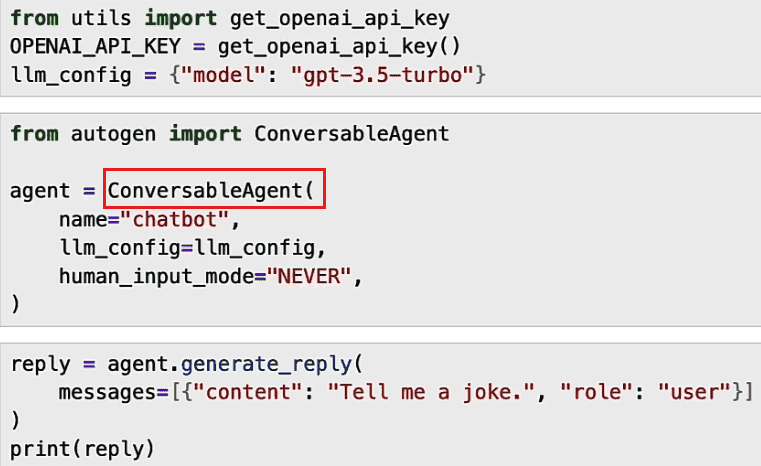 from utils import get_openai_api_key
OPENAI_API_KEY = get_openai_api_key()
llm_config = {"model": "gpt-3.5-turbo"}
from autogen import ConversableAgent
agent = ConversableAgent(
    name="chatbot",
    llm_config=llm_config,
    human_input_mode="NEVER",
)
reply = agent.generate_reply(
    messages=[{"content": "Tell me a joke.", "role": "user"}]
)
print(reply)